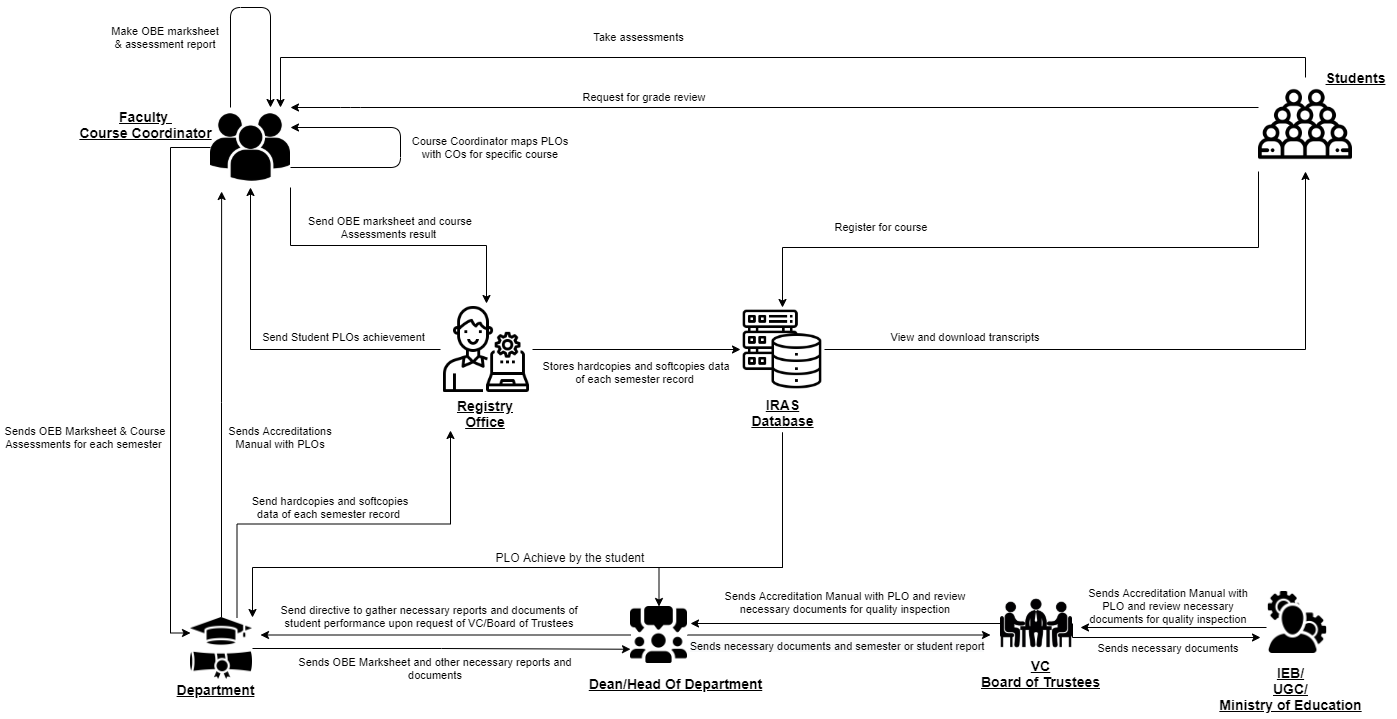 Make OBE marksheet
& assessment report
Take assessments
Students
Request for grade review
Faculty
Course Coordinator
Course Coordinator maps PLOs
with COs for specific course
Send OBE marksheet and course
Assessments result
Register for course
Send Student PLOs achievement
View and download transcripts
Stores hardcopies and softcopies data
of each semester record
Registry
Office
IRAS
Database
Sends OEB Marksheet & Course
Assessments for each semester
Sends Accreditations
Manual with PLOs
Send hardcopies and softcopies
data of each semester record
PLO Achieve by the student
Send directive to gather necessary reports and documents of
student performance upon request of VC/Board of Trustees
Sends Accreditation Manual with PLO and review
necessary documents for quality inspection
Sends Accreditation Manual with
PLO and review necessary
documents for quality inspection
Sends OBE Marksheet and other necessary reports and
documents
Sends necessary documents and semester or student report
Sends necessary documents
Department
Dean/Head Of Department
VC
Board of Trustees
IEB/
UGC/
Ministry of Education